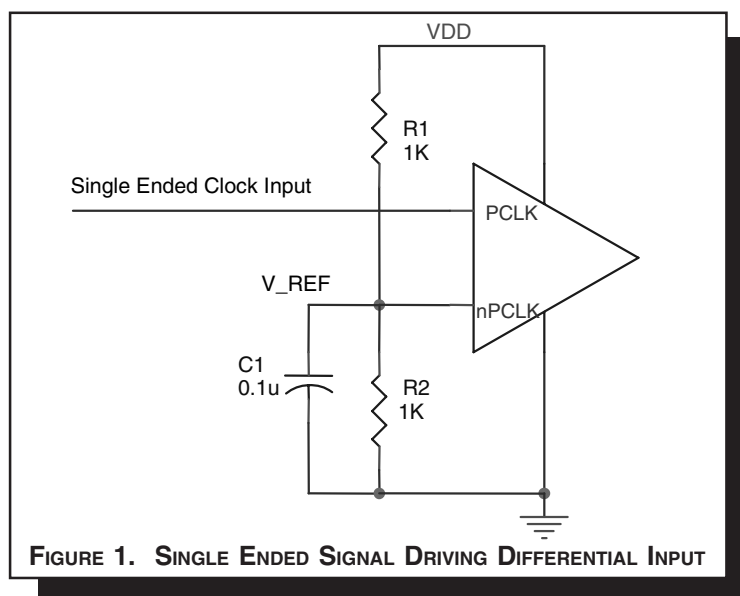 VDD
R1
1K
Single Ended Clock Input
PCLK
V_REF
nPCLK
C1
0.1u
R2
1K
FIGURE 1. SINGLE ENDED SIGNAL DRIVING DIFFERENTIAL INPUT